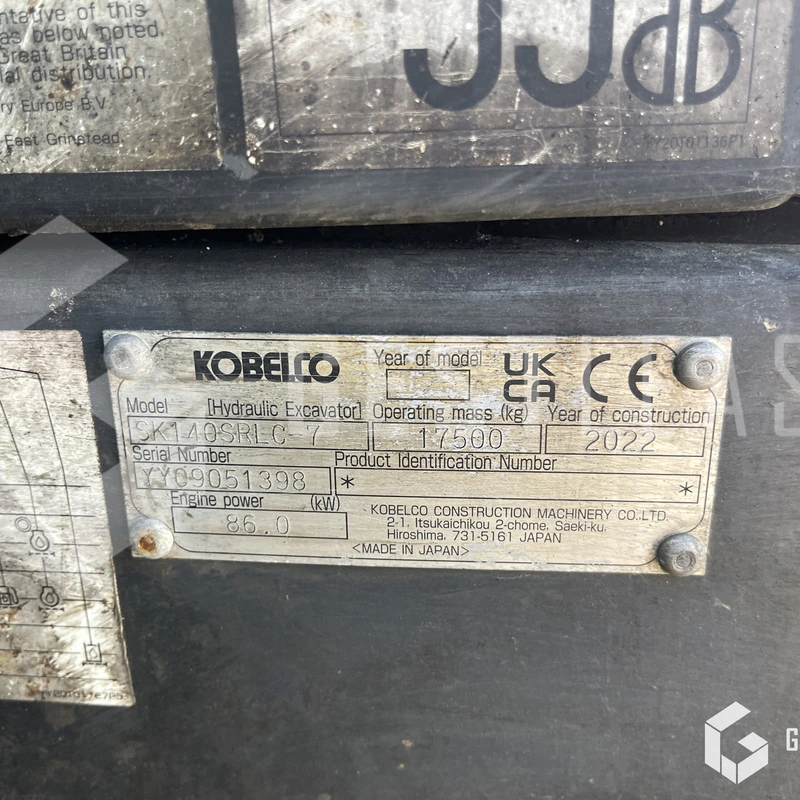 ntative of this
as below noted.
Great Britain
al distribution.
ry Europe B.V
East Grinstead.
dB
YY20T01136P1
KOBELCO
Year of model
UK
CA
CE
Model [Hydraulic Excavator] Operating mass (kg) Year of construction
SK140SRLC-7 17500 2022
Serial Number Product Identification Number
YY09051398 * *
Engine power (kW)
86.0
KOBELCO CONSTRUCTION MACHINERY CO.,LTD.
2-1, Itsukaichikou 2-chome, Saeki-ku,
Hiroshima, 731-5161 JAPAN
<MADE IN JAPAN>
G